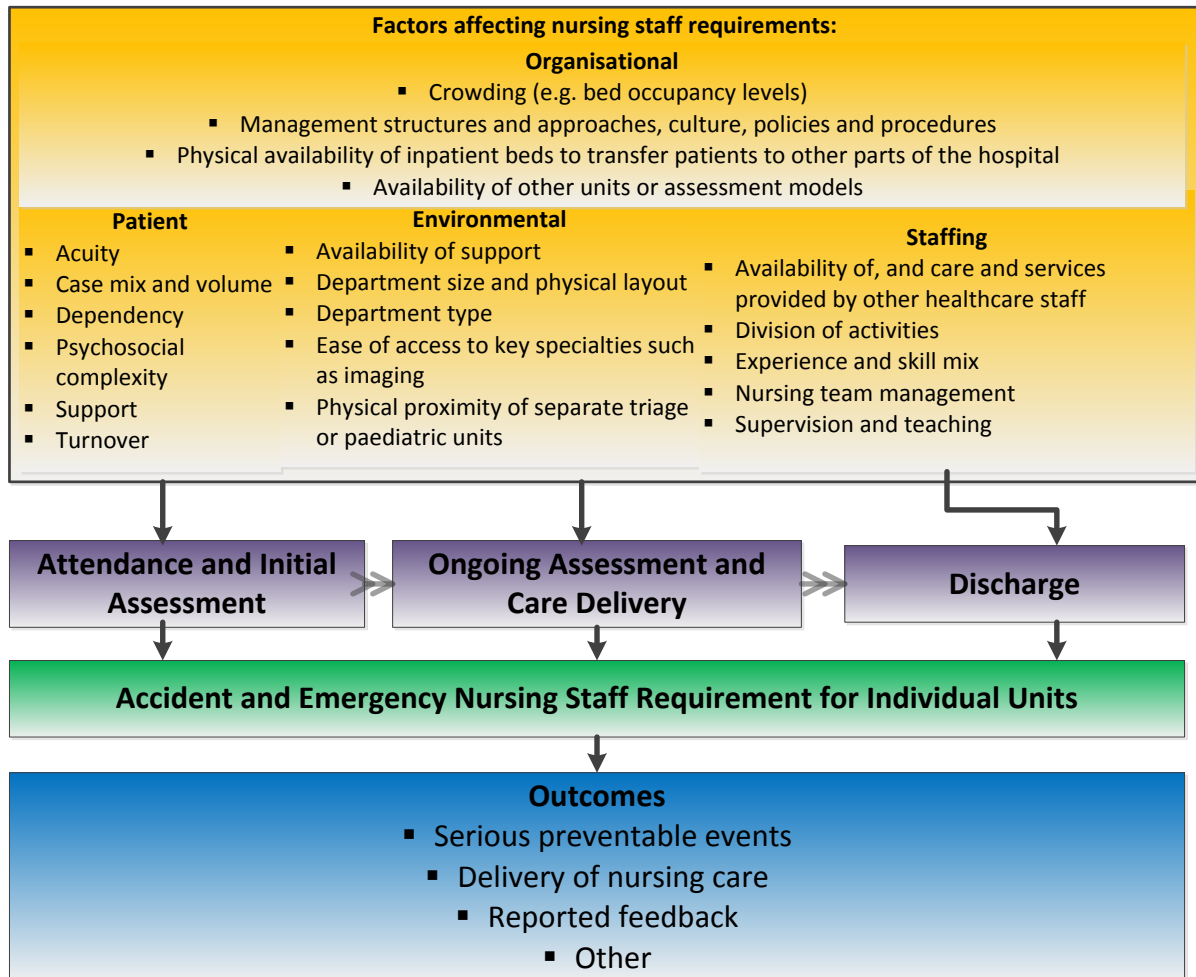 Factors affecting nursing staff requirements:
Organisational
▪ Crowding (e.g. bed occupancy levels)
▪ Management structures and approaches, culture, policies and procedures
▪ Physical availability of inpatient beds to transfer patients to other parts of the hospital
▪ Availability of other units or assessment models
Patient
▪ Acuity
▪ Case mix and volume
▪ Dependency
▪ Psychosocial
complexity
▪ Support
▪ Turnover
Environmental
▪ Availability of support
▪ Department size and physical layout
▪ Department type
▪ Ease of access to key specialties such
as imaging
▪ Physical proximity of separate triage
or paediatric units
Staffing
▪ Availability of, and care and services
provided by other healthcare staff
▪ Division of activities
▪ Experience and skill mix
▪ Nursing team management
▪ Supervision and teaching
Attendance and Initial
Assessment
Ongoing Assessment and
Care Delivery
Discharge
Accident and Emergency Nursing Staff Requirement for Individual Units
Outcomes
▪ Serious preventable events
▪ Delivery of nursing care
▪ Reported feedback
▪ Other